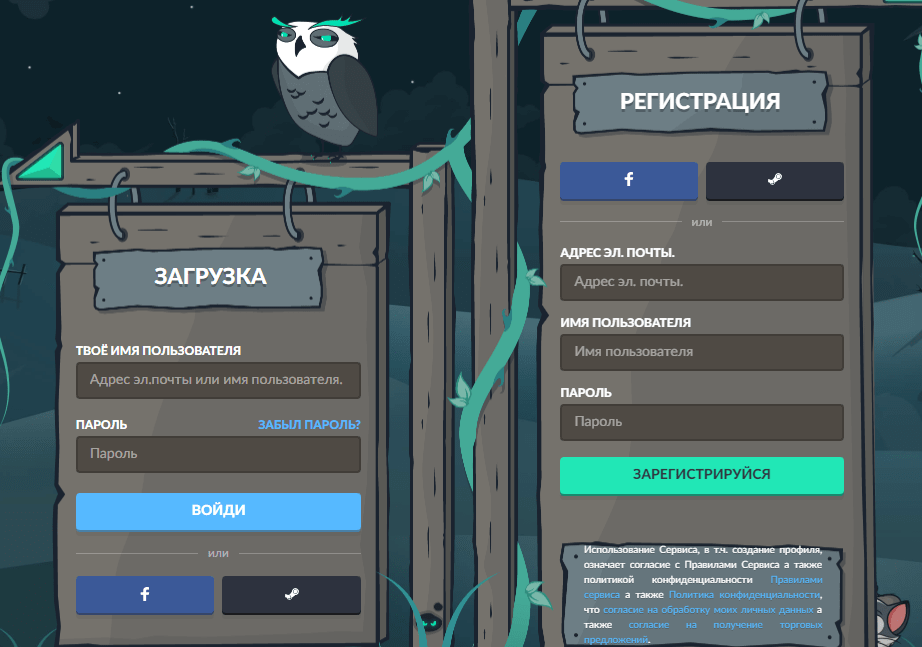 ЗАГРУЗКА
ТВОЁ ИМЯ ПОЛЬЗОВАТЕЛЯ
Адрес эл.почты или имя пользователя.
ПАРОЛЬ ЗАБЫЛ ПАРОЛЬ?
Пароль
ВОЙДИ
или
РЕГИСТРАЦИЯ
или
АДРЕС ЭЛ. ПОЧТЫ.
Адрес эл. почты.
ИМЯ ПОЛЬЗОВАТЕЛЯ
Имя пользователя
ПАРОЛЬ
Пароль
ЗАРЕГИСТРИРУЙСЯ
Использование Сервиса, в т.ч. создание профиля,
означает согласие с Правилами Сервиса а также
политикой конфиденциальности Правилами
сервиса а также Политика конфиденциальности,
что согласие на обработку моих личных данных а
также согласие на получение торговых
предложений.